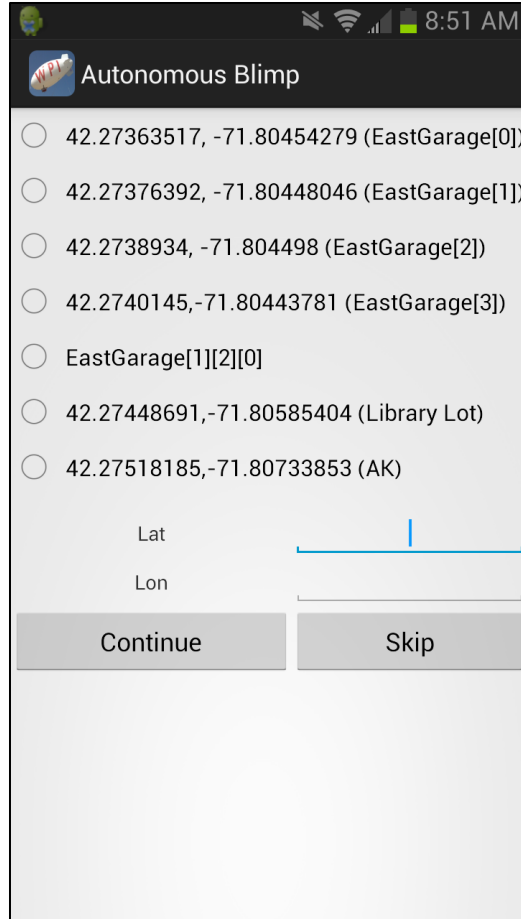 8:51 AM
WPI
Autonomous Blimp
42.27363517, -71.80454279 (EastGarage[0])
42.27376392, -71.80448046 (EastGarage[1])
42.2738934, -71.804498 (EastGarage[2])
42.2740145,-71.80443781 (EastGarage[3])
EastGarage[1][2][0]
42.27448691,-71.80585404 (Library Lot)
42.27518185,-71.80733853 (AK)
Lat
Lon
Continue Skip